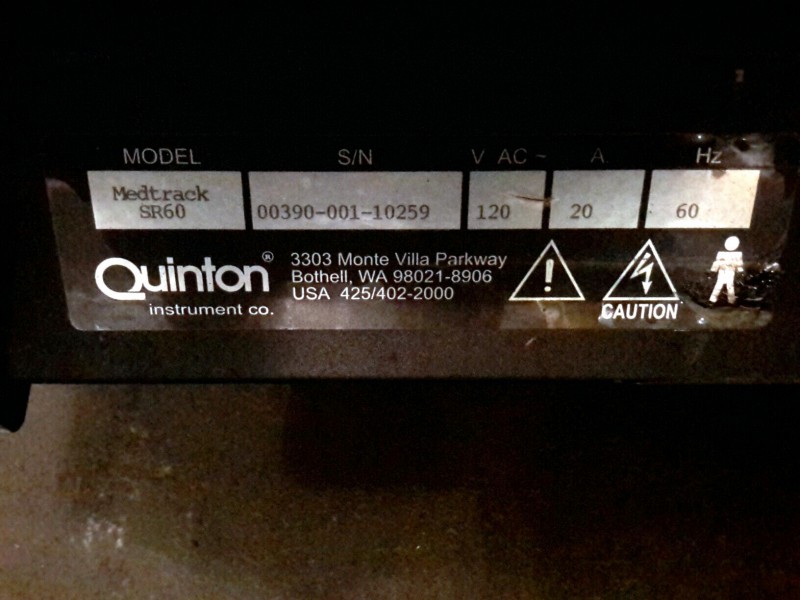 MODEL S/N V AC ~ A Hz
Medtrack
SR60 00390-001-10259 120 20 60
Quinton® 3303 Monte Villa Parkway
Bothell, WA 98021-8906
USA 425/402-2000
instrument co.
! CAUTION